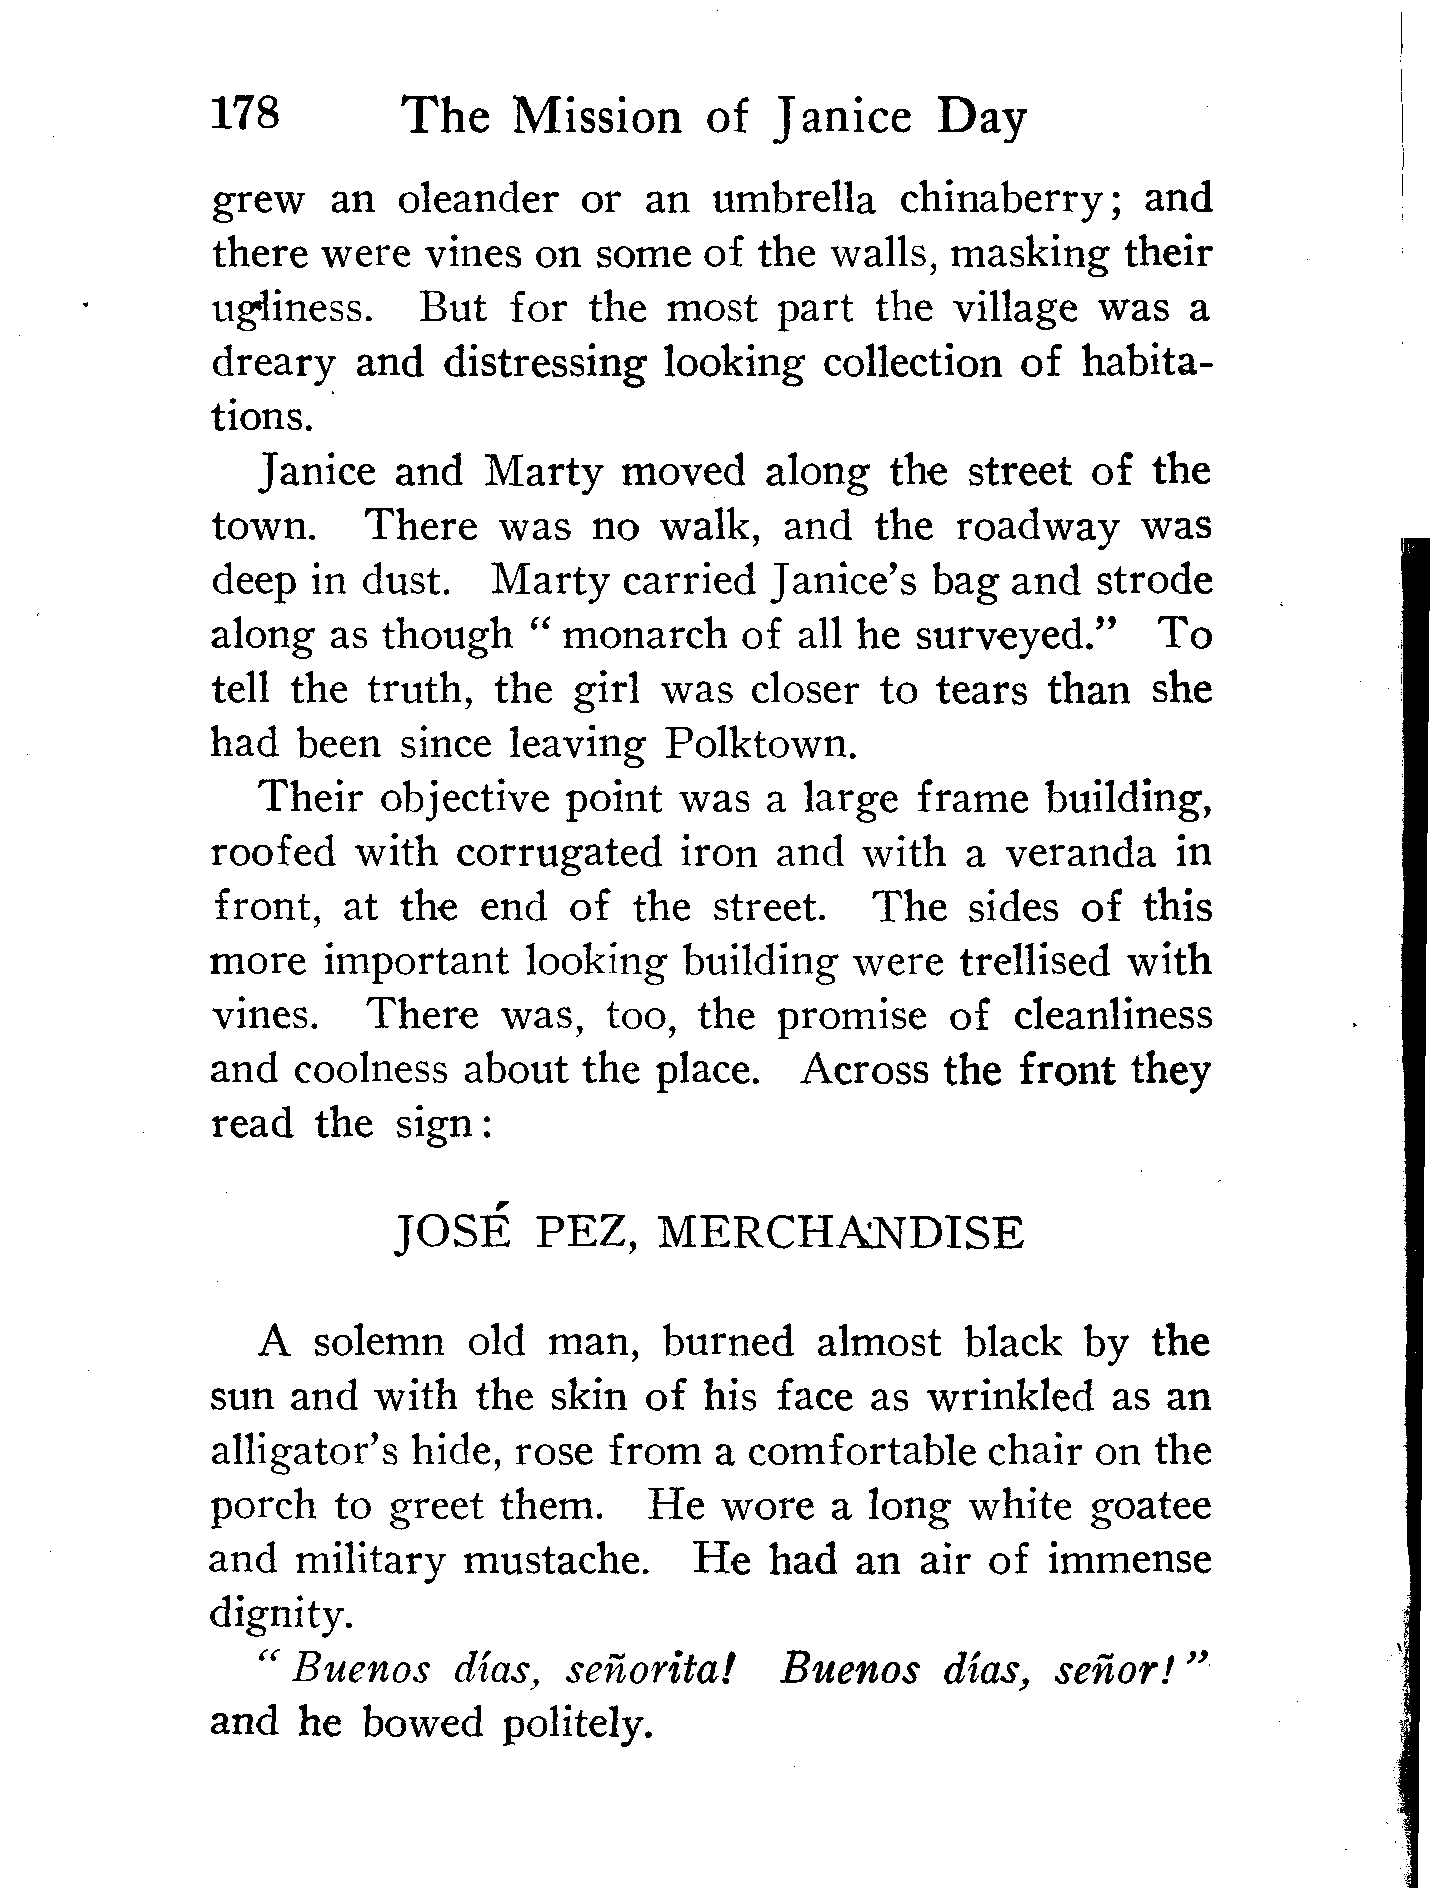 178 The Mission of Janice Day
grew an oleander or an umbrella chinaberry; and
there were vines on some of the walls, masking their
ugliness. But for the most part the village was a
dreary and distressing looking collection of habita-
tions.
Janice and Marty moved along the street of the
town. There was no walk, and the roadway was
deep in dust. Marty carried Janice's bag and strode
along as though “ monarch of all he surveyed.” To
tell the truth, the girl was closer to tears than she
had been since leaving Polktown.
Their objective point was a large frame building,
roofed with corrugated iron and with a veranda in
front, at the end of the street. The sides of this
more important looking building were trellised with
vines. There was, too, the promise of cleanliness
and coolness about the place. Across the front they
read the sign:
JOSÉ PEZ, MERCHANDISE
A solemn old man, burned almost black by the
sun and with the skin of his face as wrinkled as an
alligator's hide, rose from a comfortable chair on the
porch to greet them. He wore a long white goatee
and military mustache. He had an air of immense
dignity.
“ Buenos días, señorita! Buenos días, señor! ”
and he bowed politely.